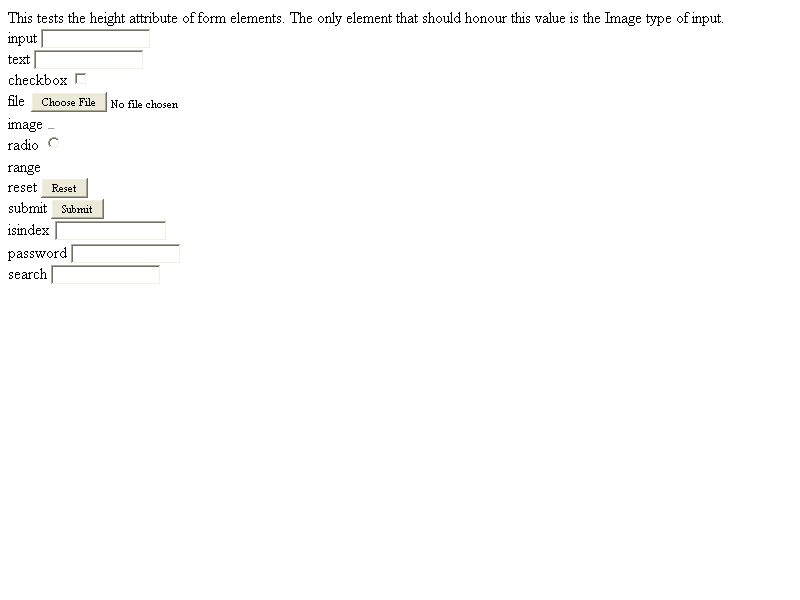 This tests the height attribute of form elements. The only element that should honour this value is the Image type of input.
input
text
checkbox
file Choose File No file chosen
image
radio
range
reset Reset
submit Submit
isindex
password
search